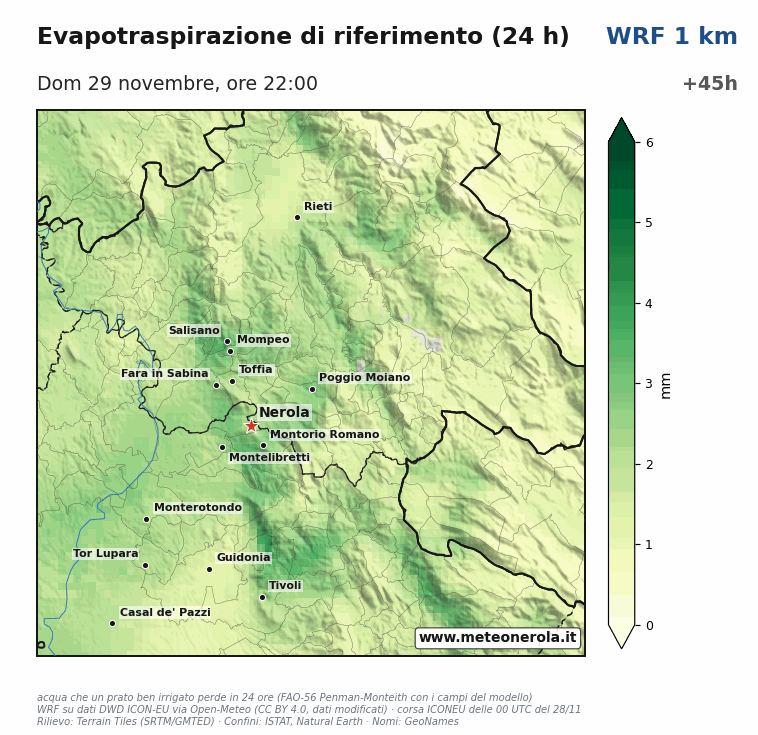 Evapotraspirazione di riferimento (24 h) WRF 1 km
Dom 29 novembre, ore 22:00 +45h
Rieti
Salisano
Mompeo
Toffia
Fara in Sabina
Poggio Moiano
Nerola
Montorio Romano
Montelibretti
Monterotondo
Tor Lupara
Guidonia
Tivoli
Casal de' Pazzi
www.meteonerola.it
6
5
4
3
2
1
0
mm
acqua che un prato ben irrigato perde in 24 ore (FAO-56 Penman-Monteith con i campi del modello)
WRF su dati DWD ICON-EU via Open-Meteo (CC BY 4.0, dati modificati) · corsa ICONEU delle 00 UTC del 28/11
Rilievo: Terrain Tiles (SRTM/GMTED) · Confini: ISTAT, Natural Earth · Nomi: GeoNames